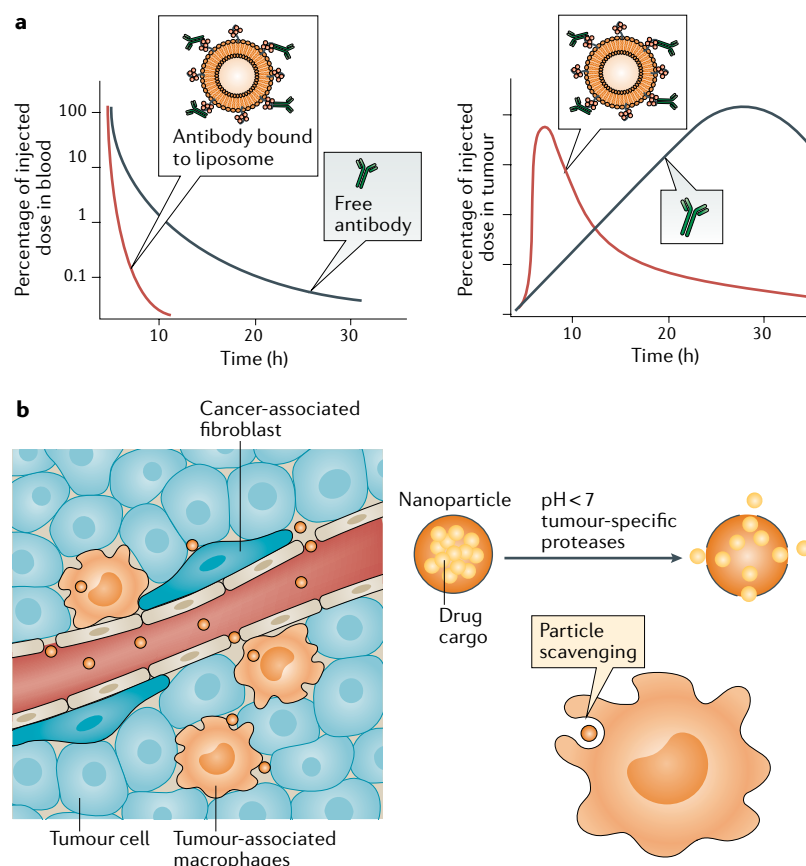 a
Percentage of injected
dose in blood
100
10
1
0.1
Antibody bound
to liposome
Free
antibody
10
20
30
Time (h)
Percentage of injected
dose in tumour
10
20
30
Time (h)
b
Cancer-associated
fibroblast
Tumour cell
Tumour-associated
macrophages
Nanoparticle
pH < 7
tumour-specific
proteases
Drug
cargo
Particle
scavenging